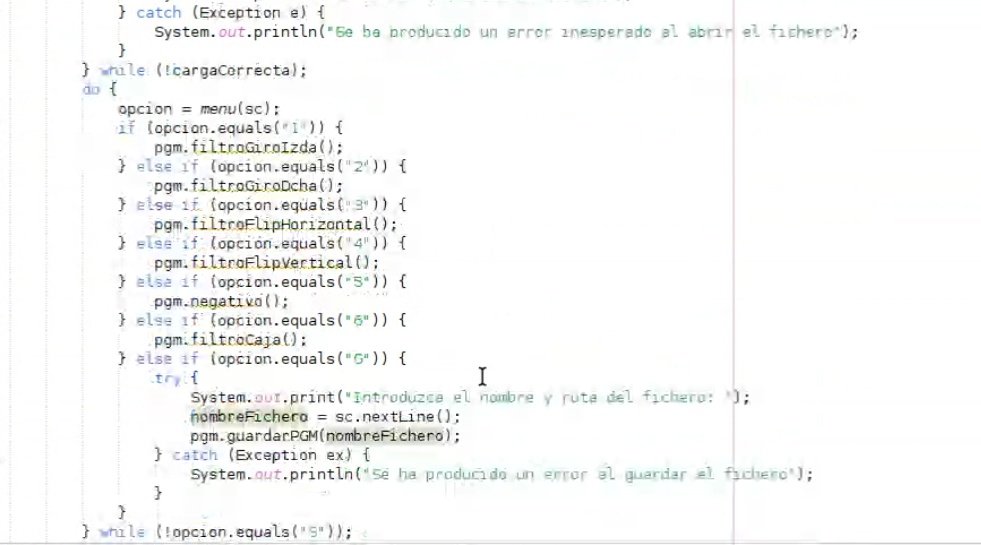 } catch (Exception e) {
System.out.println("Se ha producido un error inesperado al abrir el fichero");
}
} while (!cargaCorrecta);
do {
opcion = menu(sc);
if (opcion.equals("1")) {
pgm.filtroGiroIzda();
} else if (opcion.equals("2")) {
pgm.filtroGiroDcha();
} else if (opcion.equals("3")) {
pgm.filtroFlipHorizontal();
} else if (opcion.equals("4")) {
pgm.filtroFlipVertical();
} else if (opcion.equals("5")) {
pgm.negativo();
} else if (opcion.equals("6")) {
pgm.filtroCaja();
} else if (opcion.equals("G")) {
try {
System.out.print("Introduzca el nombre y ruta del fichero: ");
nombreFichero = sc.nextLine();
pgm.guardarPGM(nombreFichero);
} catch (Exception ex) {
System.out.println("Se ha producido un error al guardar el fichero");
}
}
} while (!opcion.equals("S"));